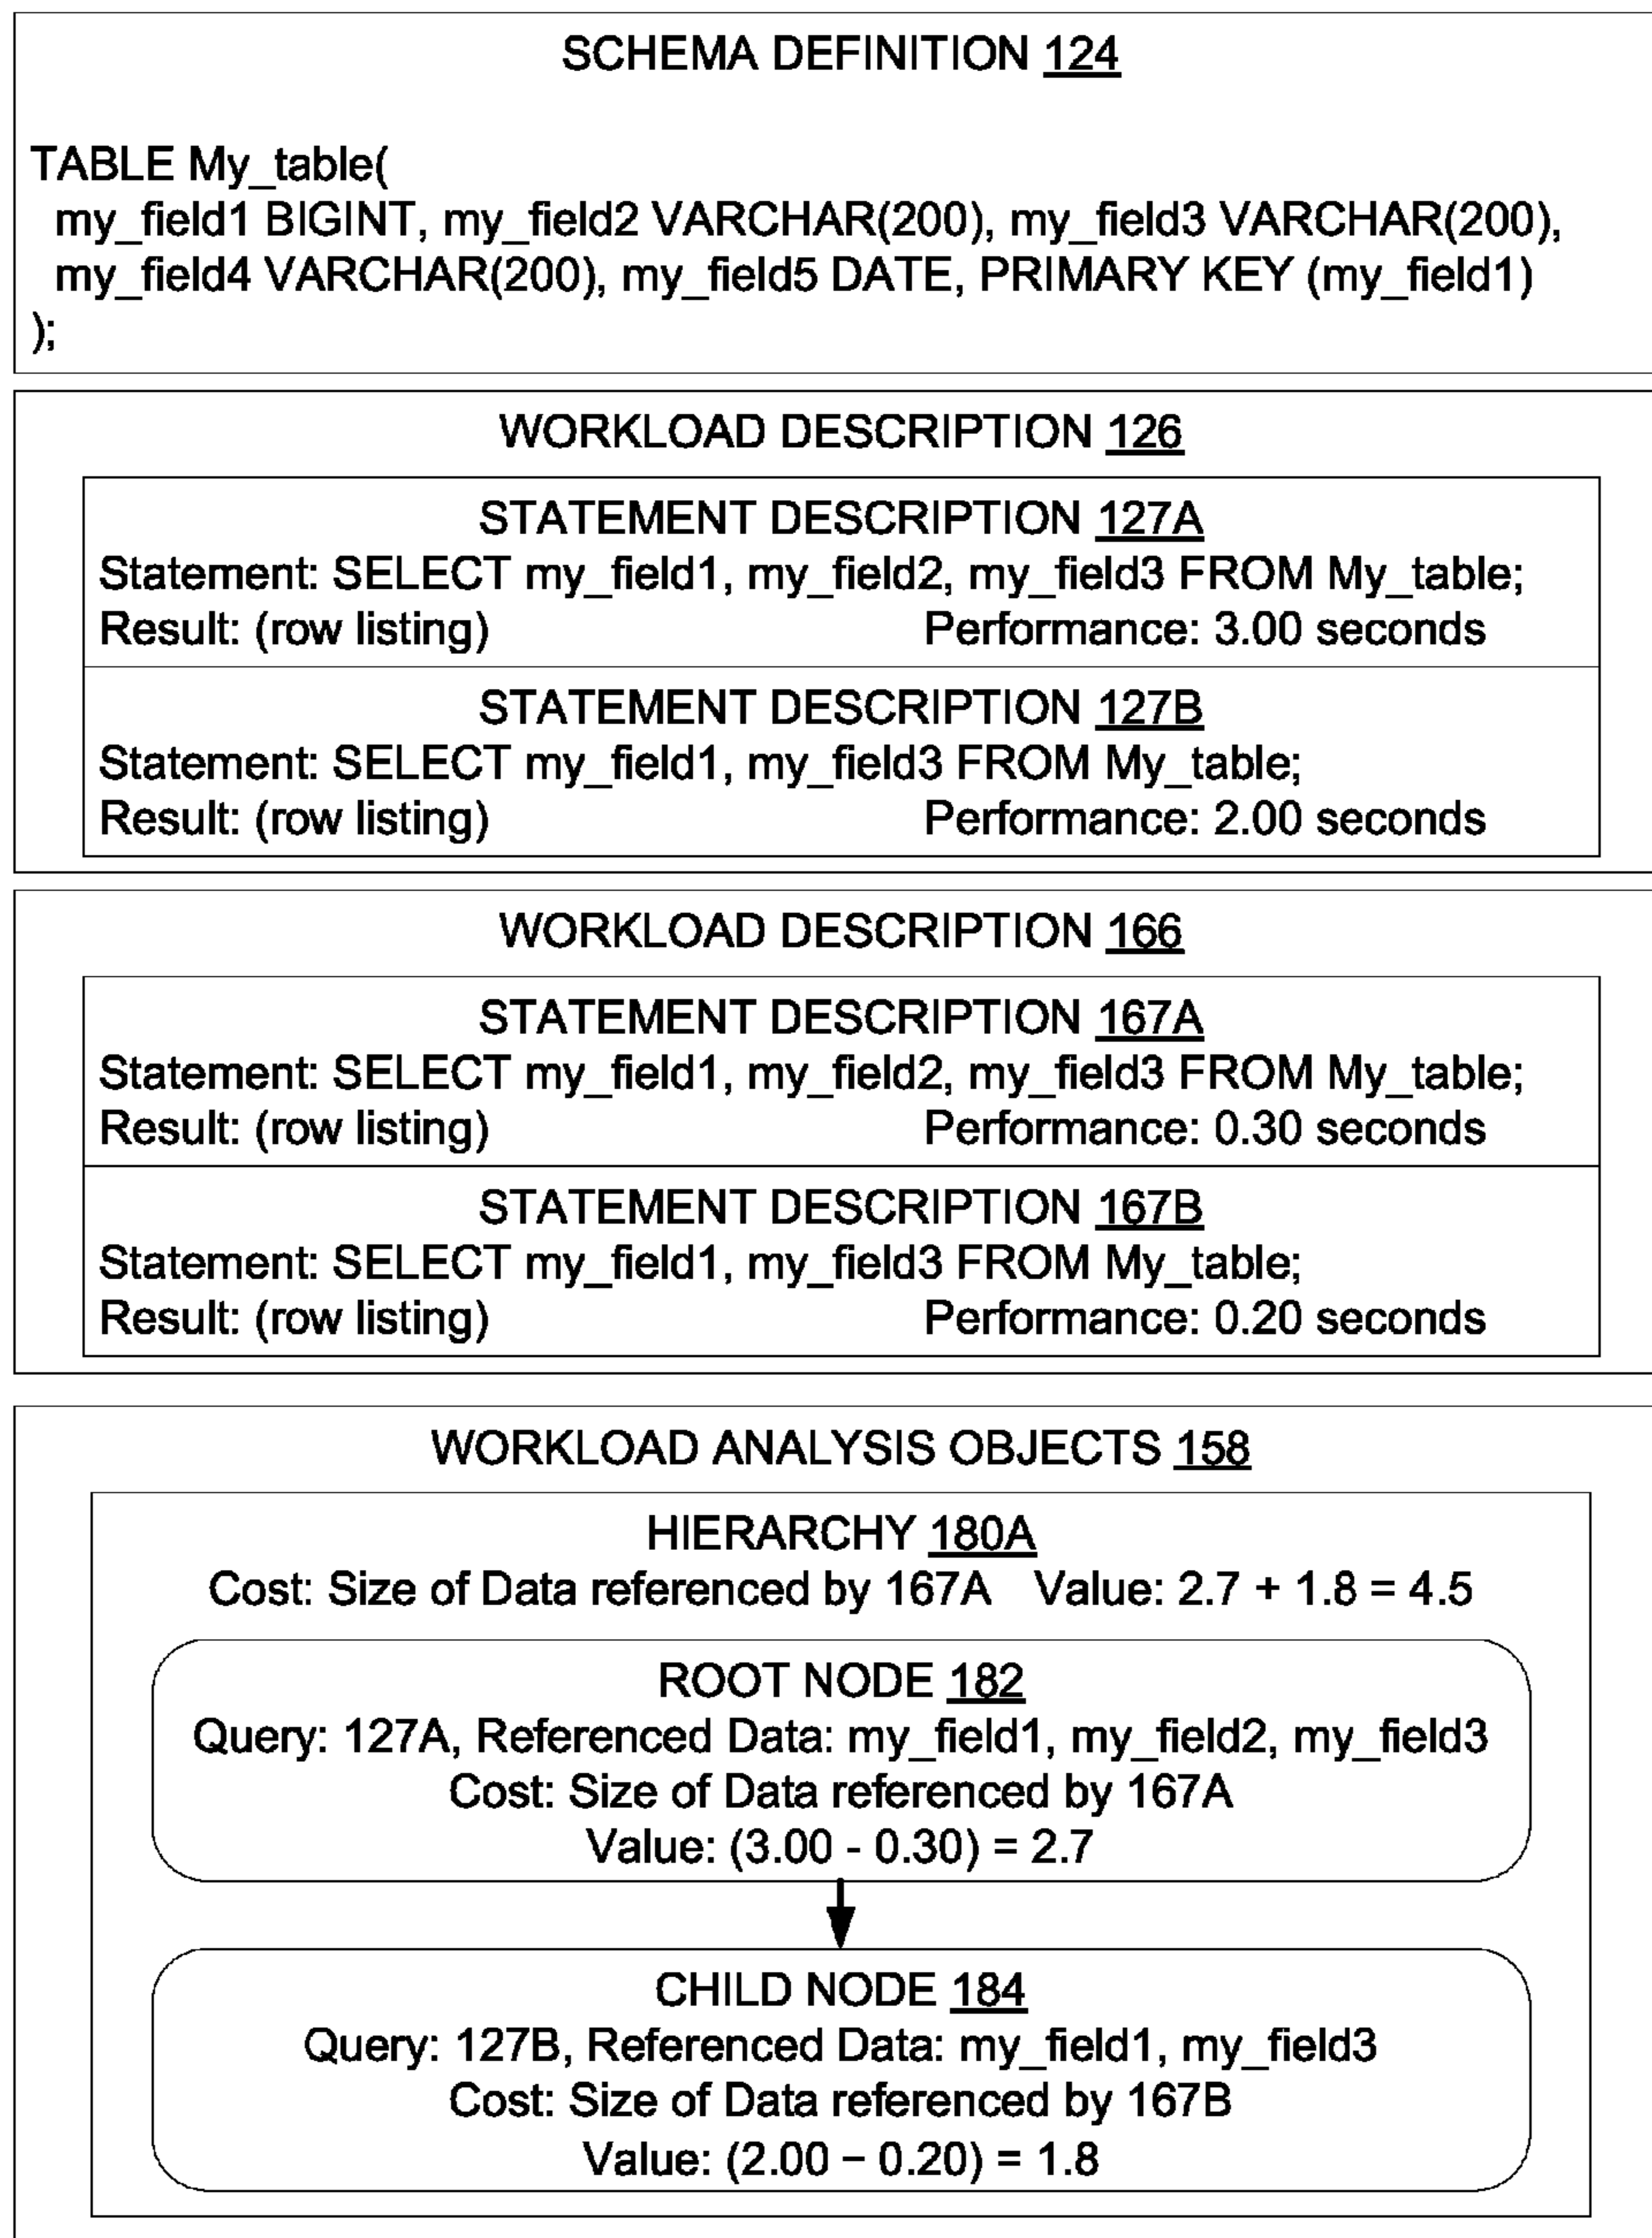 SCHEMA DEFINITION 124
TABLE My_table(
my_field1 BIGINT, my_field2 VARCHAR(200), my_field3 VARCHAR(200),
my_field4 VARCHAR(200), my_field5 DATE, PRIMARY KEY (my_field1)
);
WORKLOAD DESCRIPTION 126
STATEMENT DESCRIPTION 127A
Statement: SELECT my_field1, my_field2, my_field3 FROM My_table;
Result: (row listing) Performance: 3.00 seconds
STATEMENT DESCRIPTION 127B
Statement: SELECT my_field1, my_field3 FROM My_table;
Result: (row listing) Performance: 2.00 seconds
WORKLOAD DESCRIPTION 166
STATEMENT DESCRIPTION 167A
Statement: SELECT my_field1, my_field2, my_field3 FROM My_table;
Result: (row listing) Performance: 0.30 seconds
STATEMENT DESCRIPTION 167B
Statement: SELECT my_field1, my_field3 FROM My_table;
Result: (row listing) Performance: 0.20 seconds
WORKLOAD ANALYSIS OBJECTS 158
HIERARCHY 180A
Cost: Size of Data referenced by 167A Value: 2.7 + 1.8 = 4.5
ROOT NODE 182
Query: 127A, Referenced Data: my_field1, my_field2, my_field3
Cost: Size of Data referenced by 167A
Value: (3.00 - 0.30) = 2.7
CHILD NODE 184
Query: 127B, Referenced Data: my_field1, my_field3
Cost: Size of Data referenced by 167B
Value: (2.00 – 0.20) = 1.8